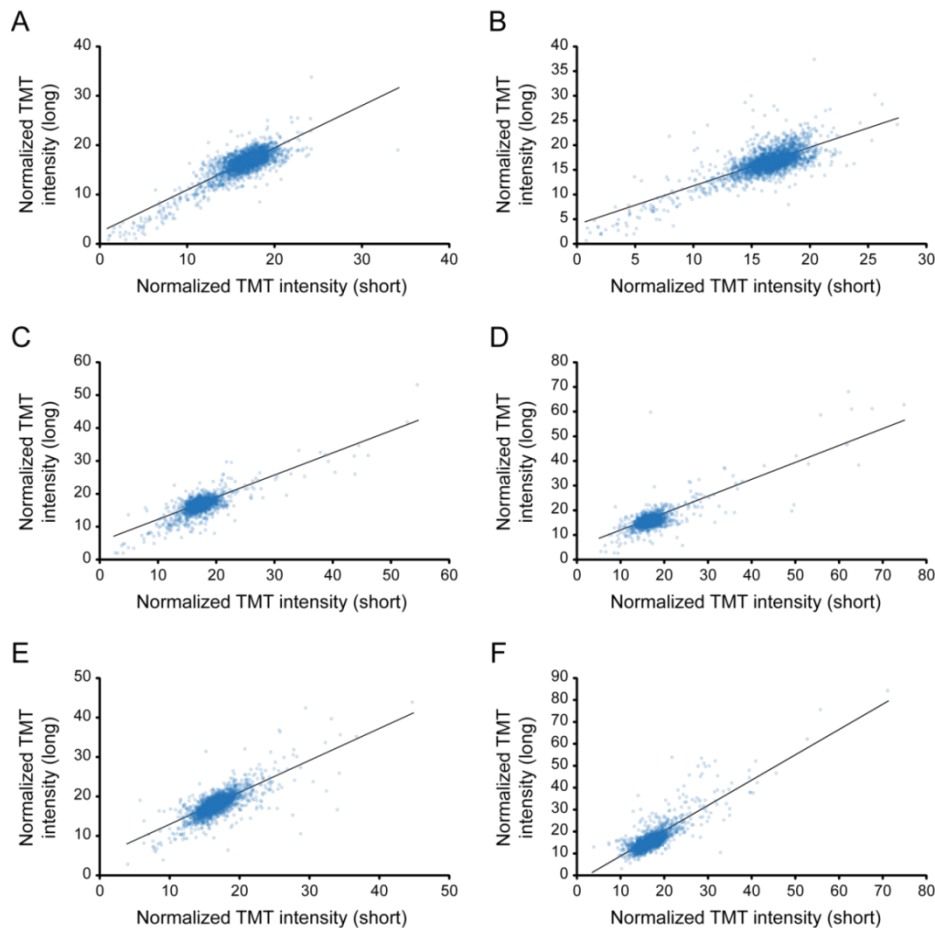 A
Normalized TMT
intensity (long)
40
30
20
10
0
0 10 20 30 40
Normalized TMT intensity (short)
B
Normalized TMT
intensity (long)
40
35
30
25
20
15
10
5
0
0 5 10 15 20 25 30
Normalized TMT intensity (short)
C
Normalized TMT
intensity (long)
60
50
40
30
20
10
0
0 10 20 30 40 50 60
Normalized TMT intensity (short)
D
Normalized TMT
intensity (long)
80
70
60
50
40
30
20
10
0
0 10 20 30 40 50 60 70 80
Normalized TMT intensity (short)
E
Normalized TMT
intensity (long)
50
40
30
20
10
0
0 10 20 30 40 50
Normalized TMT intensity (short)
F
Normalized TMT
intensity (long)
90
80
70
60
50
40
30
20
10
0
0 10 20 30 40 50 60 70 80
Normalized TMT intensity (short)